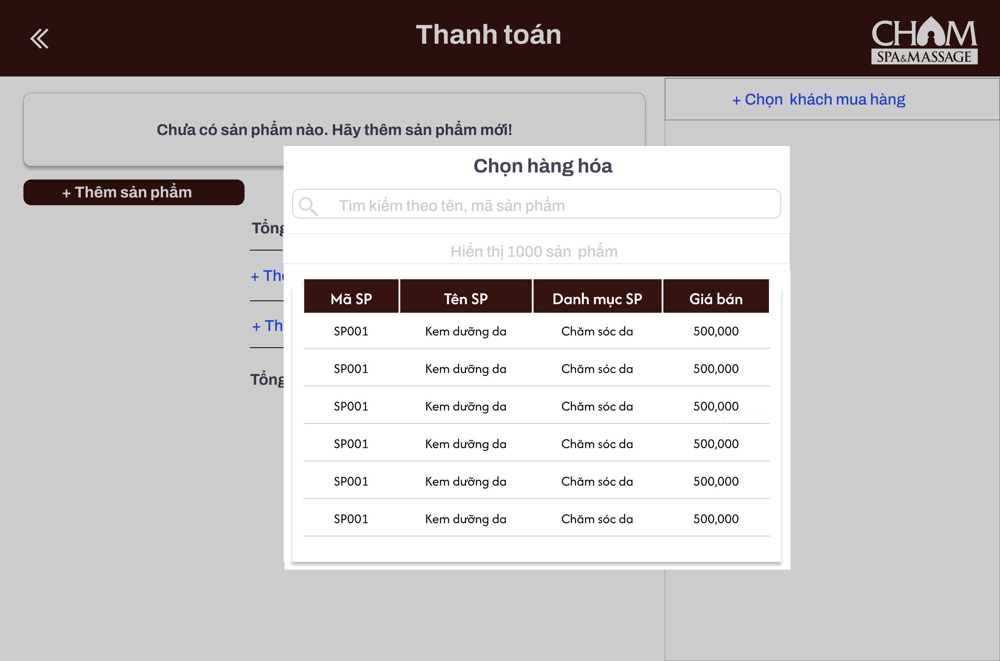 Thanh toán
CHAM
SPA&MASSAGE
+ Chọn khách mua hàng
Chưa có sản phẩm nào. Hãy thêm sản phẩm mới!
+ Thêm sản phẩm
Chọn hàng hóa
Tìm kiếm theo tên, mã sản phẩm
Hiển thị 1000 sản phẩm
Mã SP Tên SP Danh mục SP Giá bán
SP001 Kem dưỡng da Chăm sóc da 500,000
SP001 Kem dưỡng da Chăm sóc da 500,000
SP001 Kem dưỡng da Chăm sóc da 500,000
SP001 Kem dưỡng da Chăm sóc da 500,000
SP001 Kem dưỡng da Chăm sóc da 500,000
SP001 Kem dưỡng da Chăm sóc da 500,000
Tổng
+ Th
+ Th
Tổng